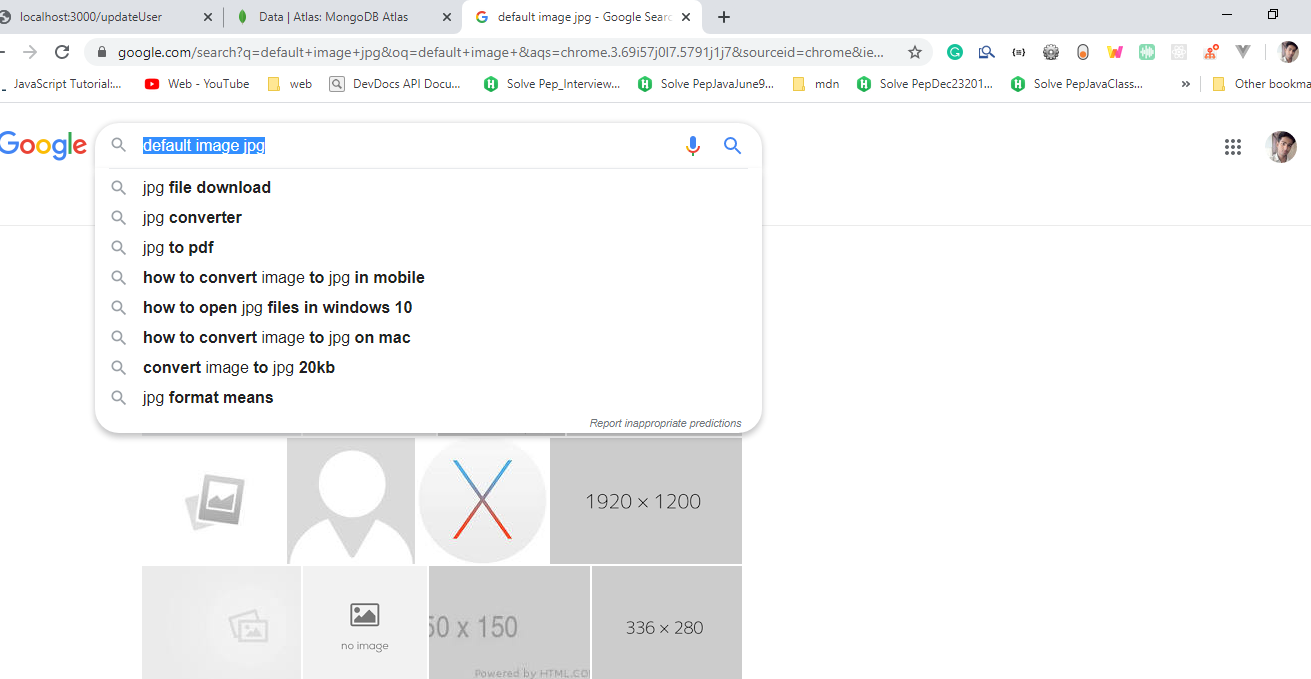 localhost:3000/updateUser
Data | Atlas: MongoDB Atlas
default image jpg - Google Searc
google.com/search?q=default+image+jpg&oq=default+image+&aqs=chrome.3.69i57j0l7.5791j1j7&sourceid=chrome&ie...
JavaScript Tutorial:...
Web - YouTube
web
DevDocs API Docu...
Solve Pep_Interview...
Solve PepJavaJune9...
mdn
Solve PepDec23201...
Solve PepJavaClass...
»
Other bookma
Google
default image jpg
jpg file download
jpg converter
jpg to pdf
how to convert image to jpg in mobile
how to open jpg files in windows 10
how to convert image to jpg on mac
convert image to jpg 20kb
jpg format means
Report inappropriate predictions
1920 × 1200
no image
50 x 150
336 × 280
Powered by HTML.CO